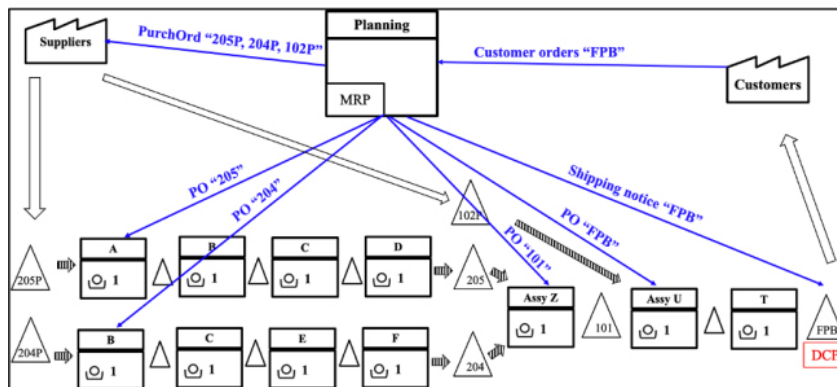 Planning
Suppliers
PurchOrd “205P, 204P, 102P”
Customer orders “FPB”
Customers
MRP
PO “205”
PO “204”
Shipping notice “FPB”
PO “FPB”
PO “101”
102P
A
B
C
D
205P
1
1
1
1
205
Assy Z
Assy U
T
1
101
1
1
FPB
DCP
B
C
E
F
204P
1
1
1
1
204